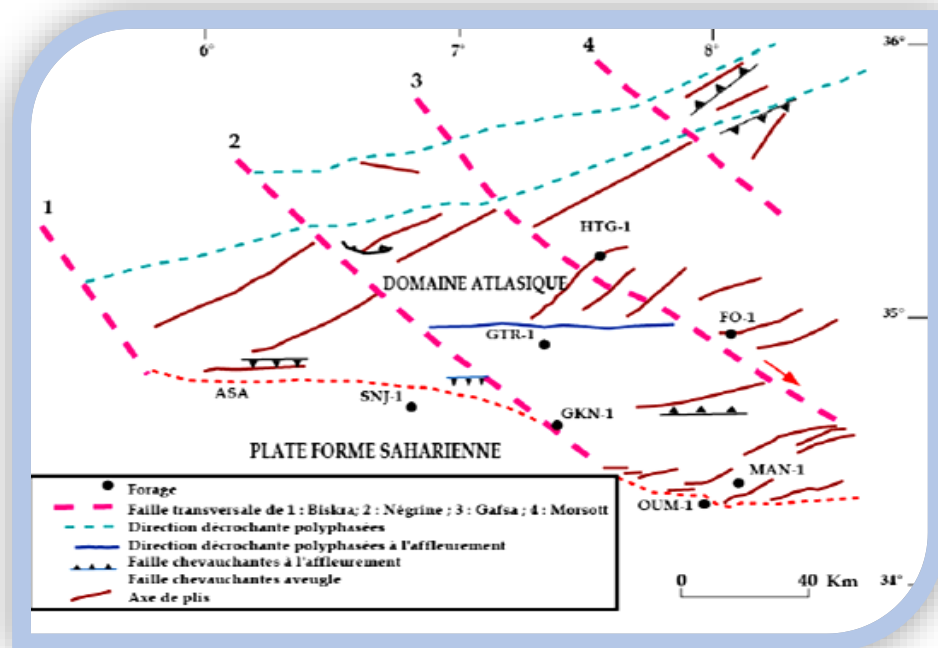 6°
7°
8°
36°
4
3
2
1
HTG-1
DOMAINE ATLASIQUE
FO-1
35°
GTR-1
ASA
SNJ-1
GKN-1
PLATE FORME SAHARIENNE
MAN-1
OUM-1
Forage
Faille transversale de 1 : Biskra; 2 : Négrine ; 3 : Gafsa ; 4 : Morsott
Direction décrochante polyphasées
Direction décrochante polyphasées à l'affleurement
Faille chevauchantes à l'affleurement
Faille chevauchantes aveugle
Axe de plis
0 40 Km
34°